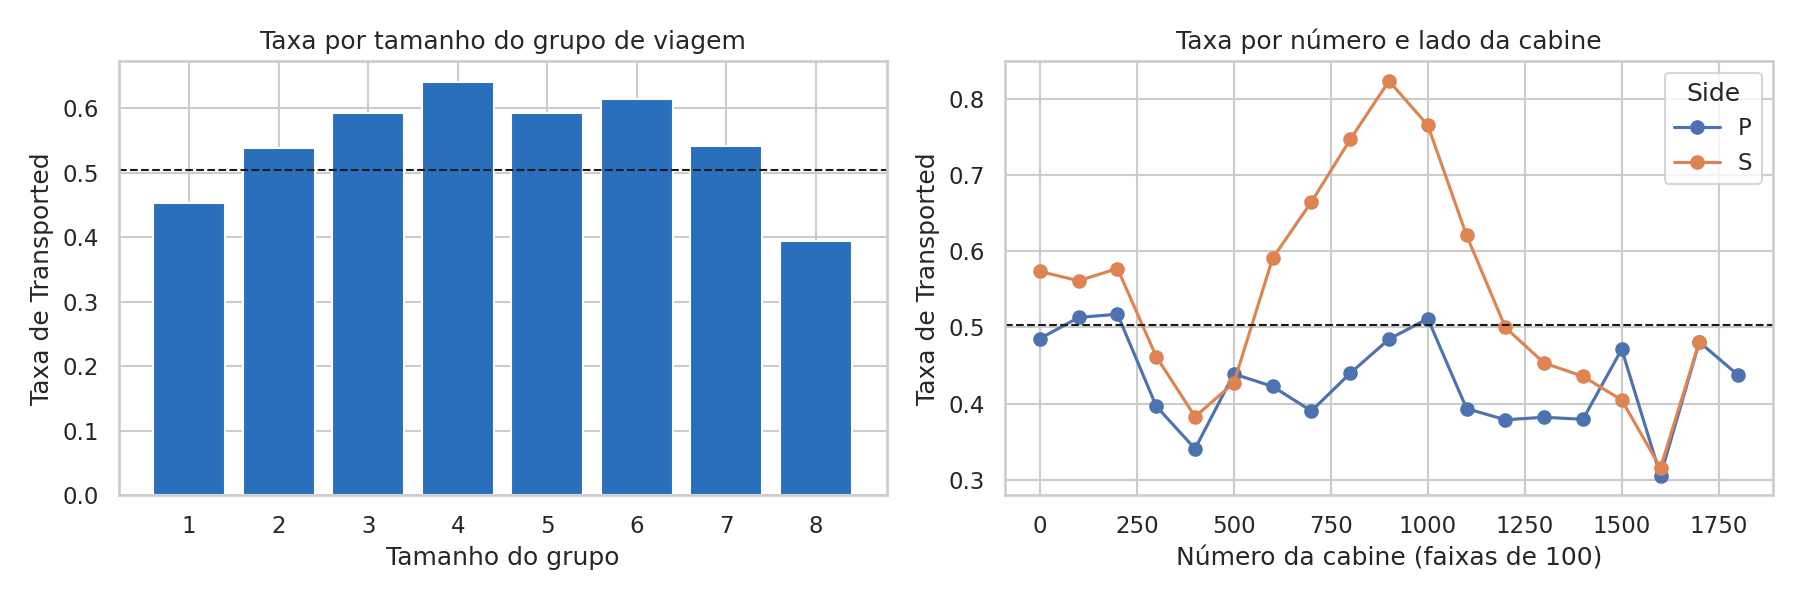 Taxa por tamanho do grupo de viagem
Taxa de Transported
0.6
0.5
0.4
0.3
0.2
0.1
0.0
1 2 3 4 5 6 7 8
Tamanho do grupo
Taxa por número e lado da cabine
Taxa de Transported
0.8
0.7
0.6
0.5
0.4
0.3
Side
P
S
0 250 500 750 1000 1250 1500 1750
Número da cabine (faixas de 100)